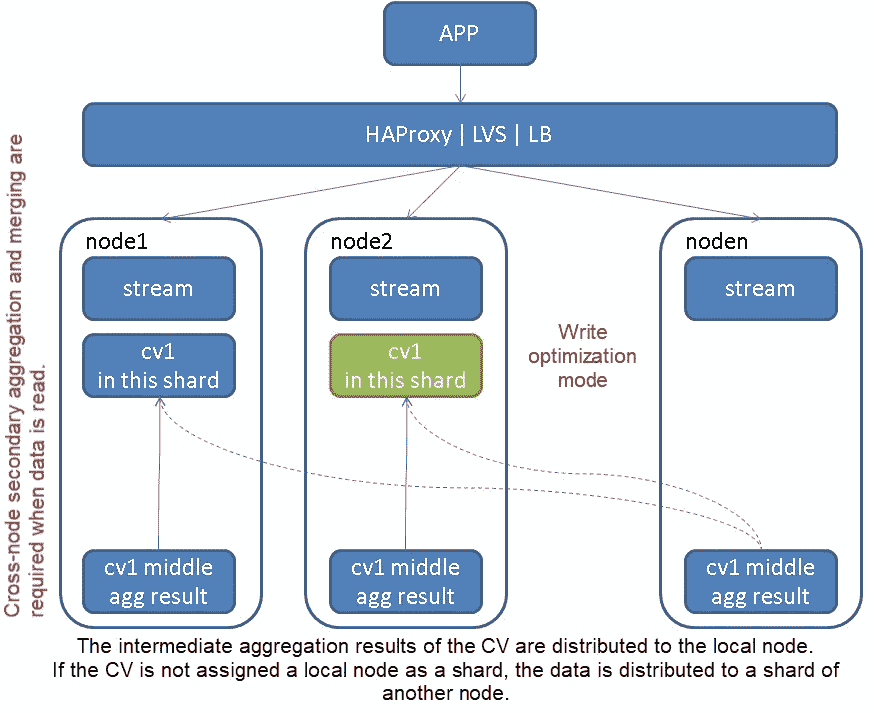 APP
HAProxy | LVS | LB
Cross-node secondary aggregation and merging are
required when data is read.
node1
stream
cv1
in this shard
cv1 middle
agg result
node2
stream
cv1
in this shard
cv1 middle
agg result
Write
optimization
mode
noden
stream
cv1 middle
agg result
The intermediate aggregation results of the CV are distributed to the local node.
If the CV is not assigned a local node as a shard, the data is distributed to a shard of
another node.